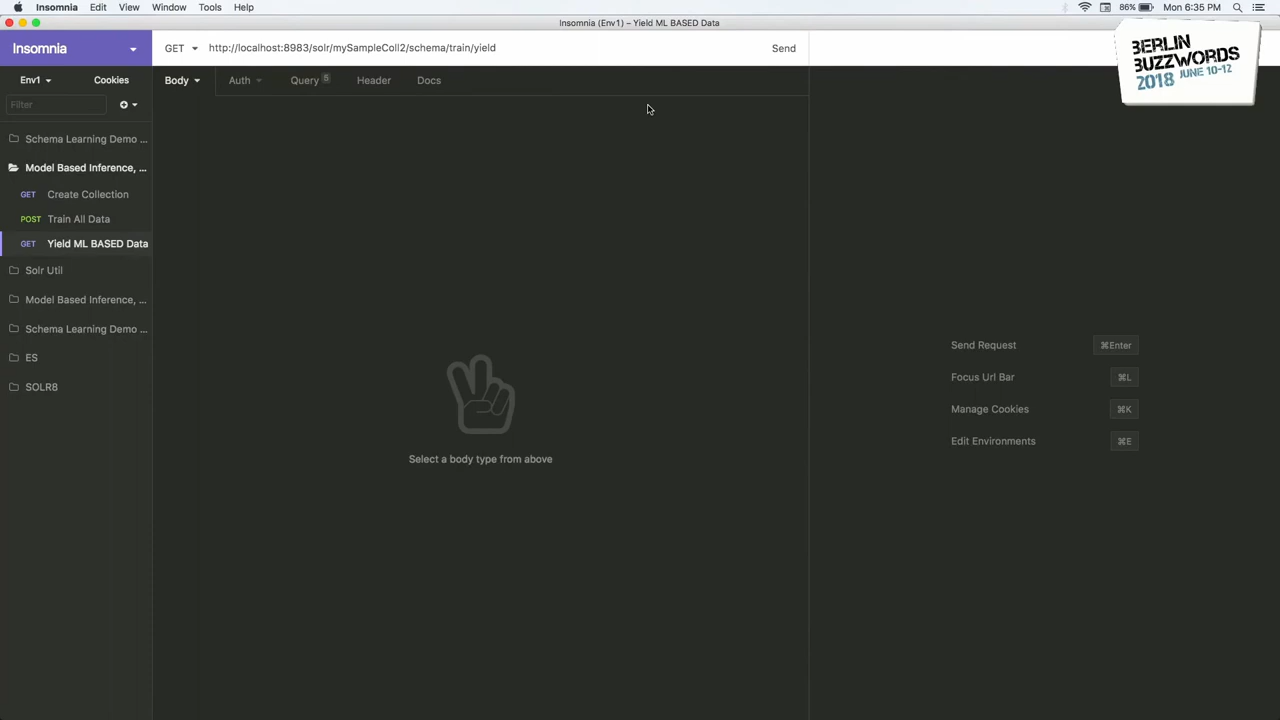 Insomnia Edit View Window Tools Help
86% Mon 6:35 PM
Insomnia (Env1) – Yield ML BASED Data
Insomnia
GET http://localhost:8983/solr/mySampleColl2/schema/train/yield Send
BERLIN
BUZZWORDS
2018 JUNE 10-12
Env1 Cookies
Body Auth Query 5 Header Docs
Filter
Schema Learning Demo ...
Model Based Inference, ...
GET Create Collection
POST Train All Data
GET Yield ML BASED Data
Solr Util
Model Based Inference, ...
Schema Learning Demo ...
ES
SOLR8
Select a body type from above
Send Request ⌘Enter
Focus Url Bar ⌘L
Manage Cookies ⌘K
Edit Environments ⌘E